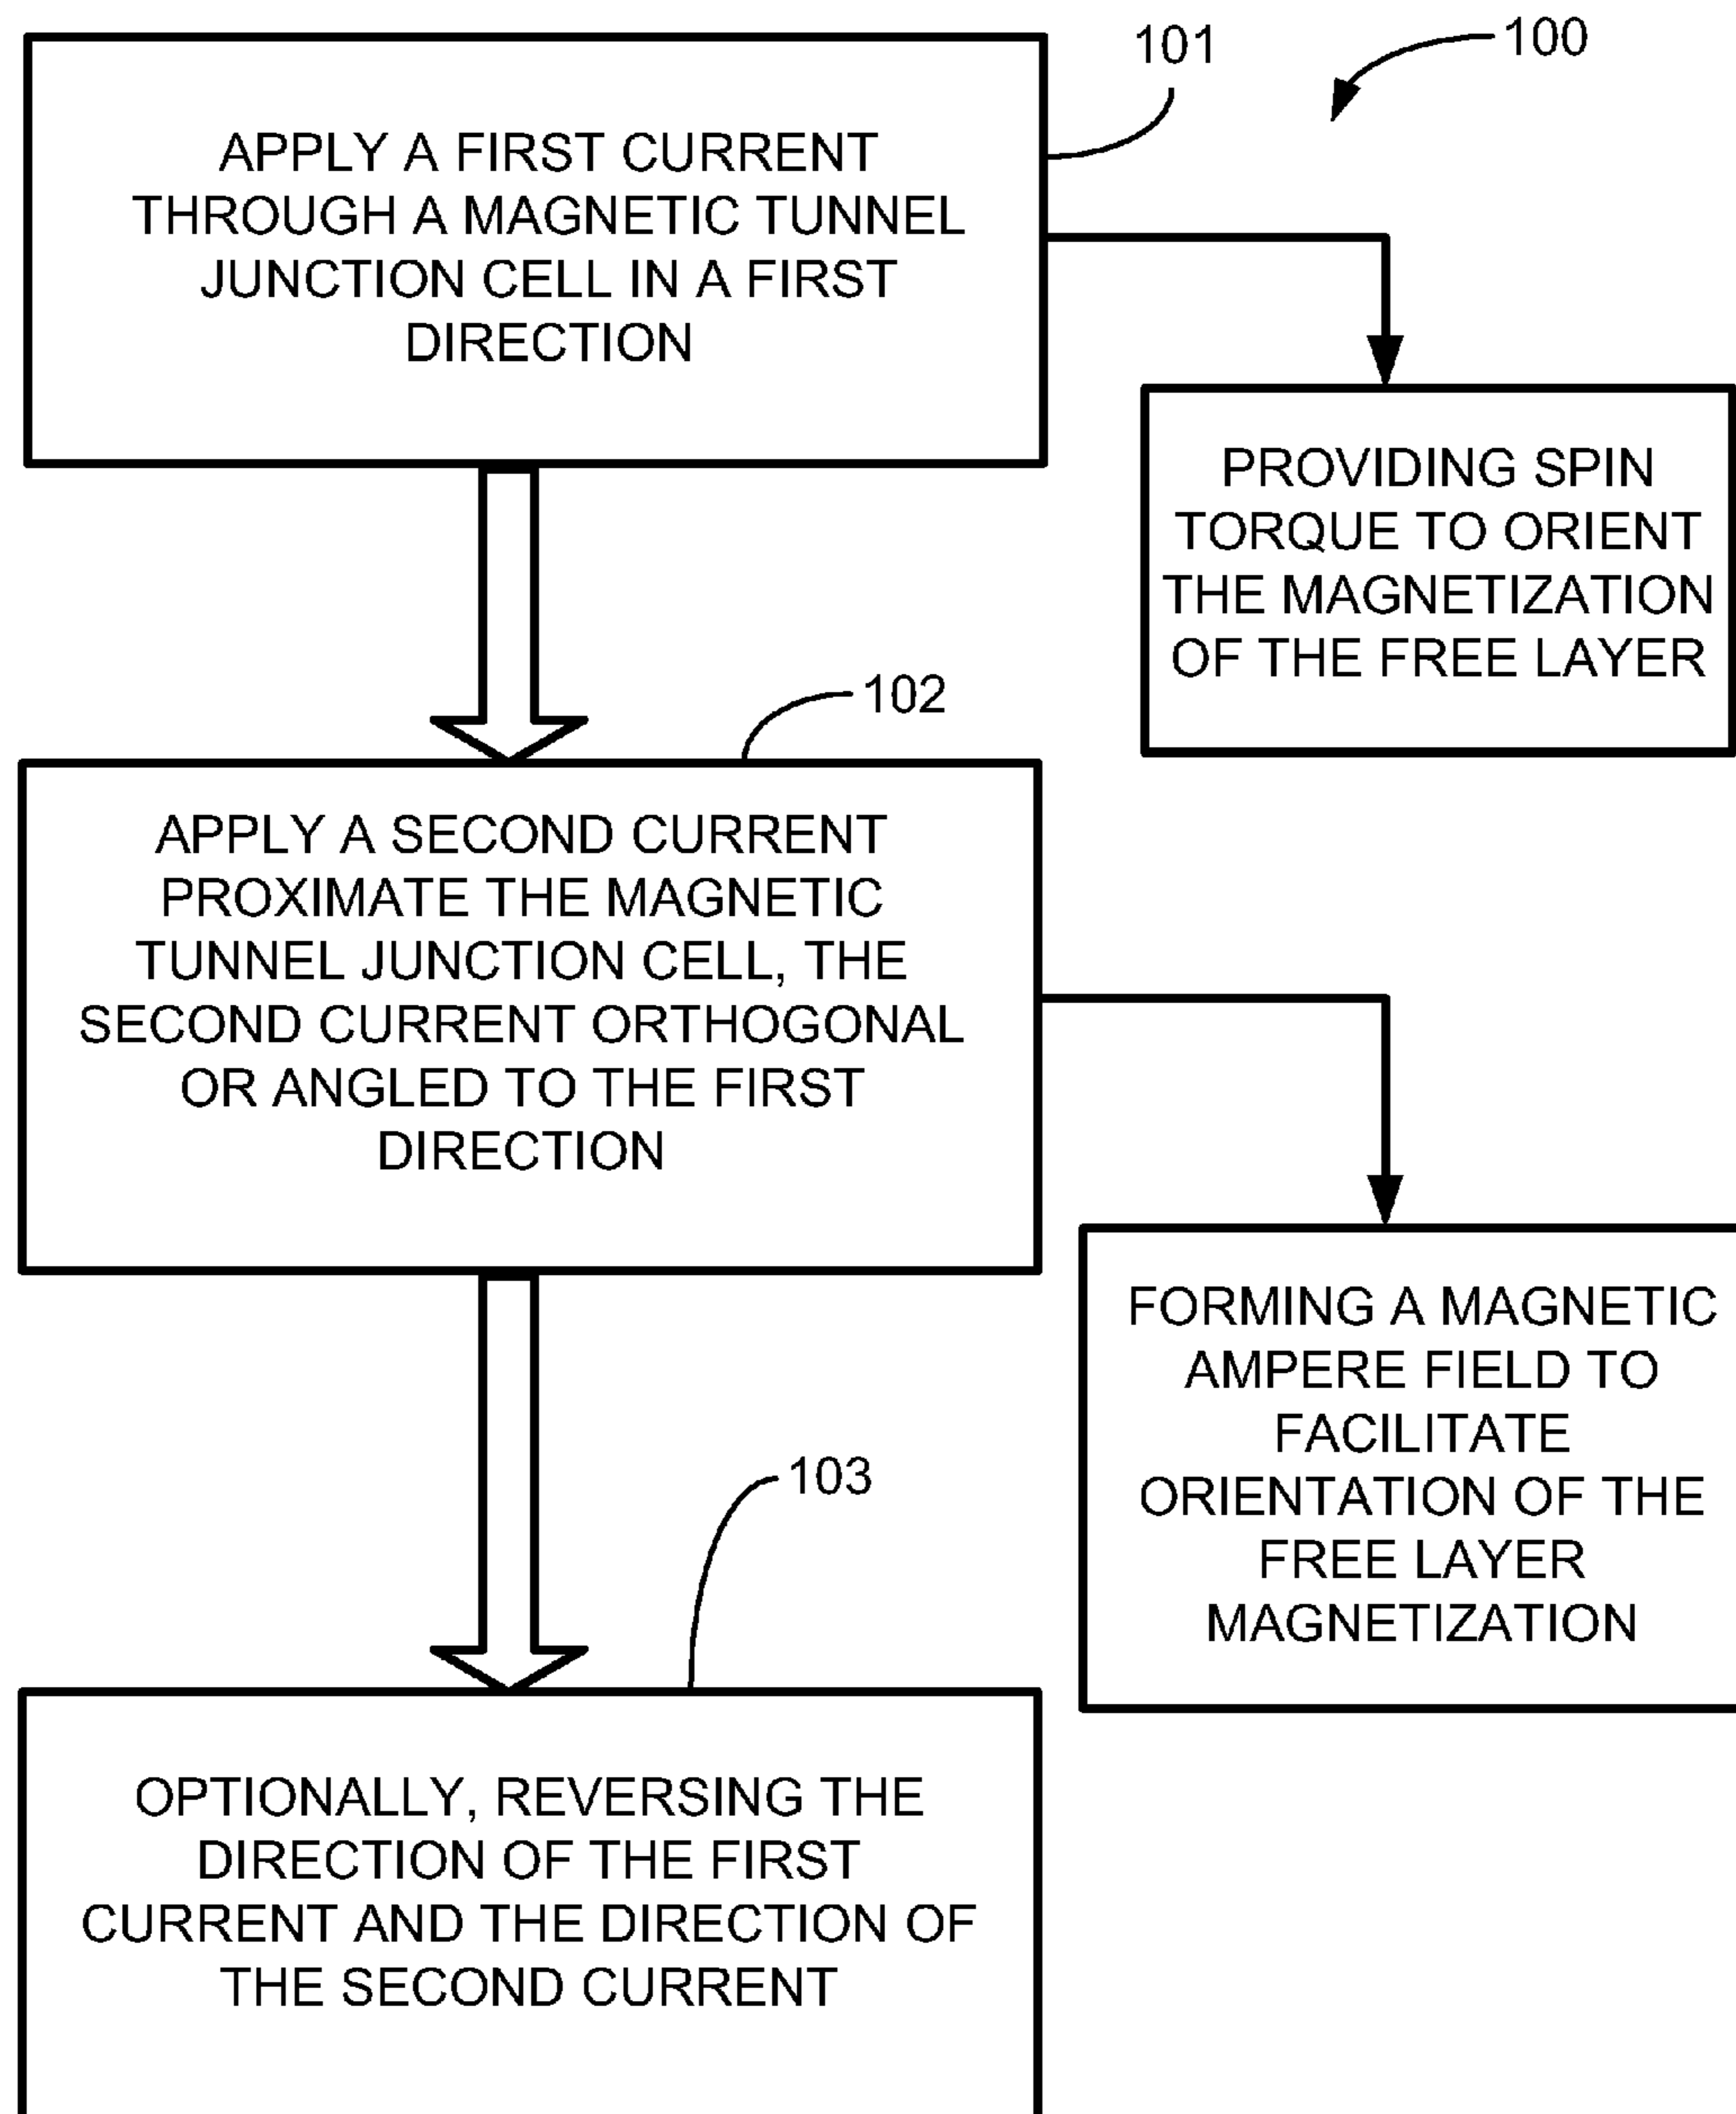 101
100
APPLY A FIRST CURRENT
THROUGH A MAGNETIC TUNNEL
JUNCTION CELL IN A FIRST
DIRECTION
PROVIDING SPIN
TORQUE TO ORIENT
THE MAGNETIZATION
OF THE FREE LAYER
102
APPLY A SECOND CURRENT
PROXIMATE THE MAGNETIC
TUNNEL JUNCTION CELL, THE
SECOND CURRENT ORTHOGONAL
OR ANGLED TO THE FIRST
DIRECTION
FORMING A MAGNETIC
AMPERE FIELD TO
FACILITATE
ORIENTATION OF THE
FREE LAYER
MAGNETIZATION
103
OPTIONALLY, REVERSING THE
DIRECTION OF THE FIRST
CURRENT AND THE DIRECTION OF
THE SECOND CURRENT